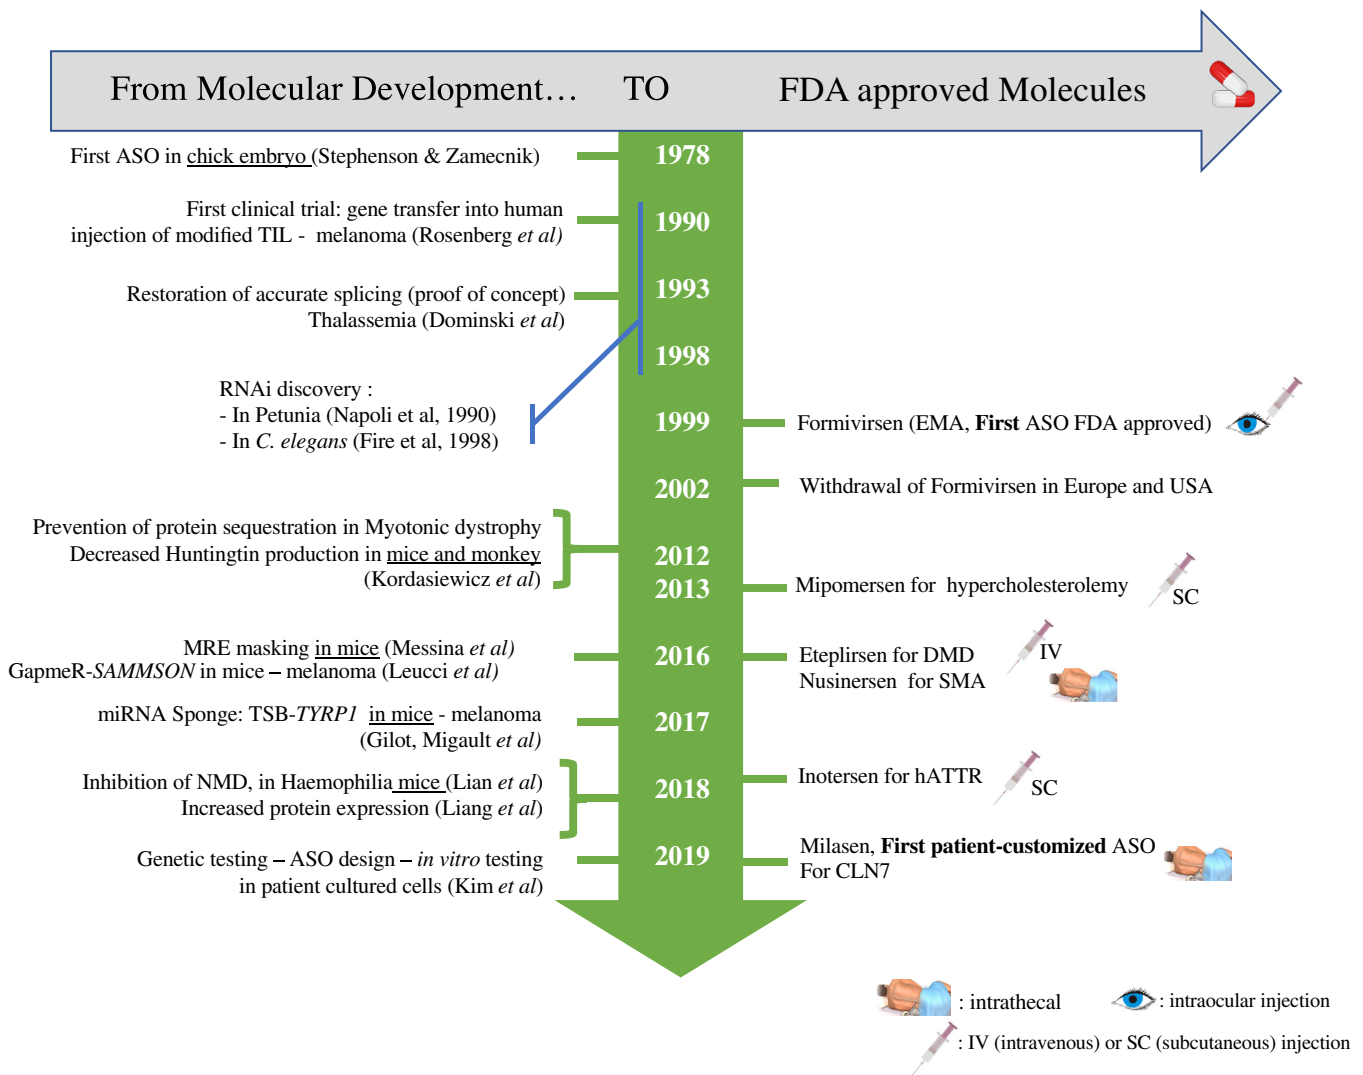 From Molecular Development… TO FDA approved Molecules
First ASO in chick embryo (Stephenson & Zamecnik)
1978
First clinical trial: gene transfer into human
injection of modified TIL - melanoma (Rosenberg et al)
1990
Restoration of accurate splicing (proof of concept)
Thalassemia (Dominski et al)
1993
1998
RNAi discovery :
- In Petunia (Napoli et al, 1990)
- In C. elegans (Fire et al, 1998)
1999
Formivirsen (EMA, First ASO FDA approved)
2002
Withdrawal of Formivirsen in Europe and USA
Prevention of protein sequestration in Myotonic dystrophy
Decreased Huntingtin production in mice and monkey
(Kordasiewicz et al)
2012
2013
Mipomersen for hypercholesterolemy
SC
MRE masking in mice (Messina et al)
GapmeR-SAMMSON in mice – melanoma (Leucci et al)
2016
Eteplirsen for DMD
IV
Nusinersen for SMA
miRNA Sponge: TSB-TYRP1 in mice - melanoma
(Gilot, Migault et al)
2017
Inhibition of NMD, in Haemophilia mice (Lian et al)
Increased protein expression (Liang et al)
2018
Inotersen for hATTR
SC
Genetic testing – ASO design – in vitro testing
in patient cultured cells (Kim et al)
2019
Milasen, First patient-customized ASO
For CLN7
: intrathecal
: intraocular injection
: IV (intravenous) or SC (subcutaneous) injection